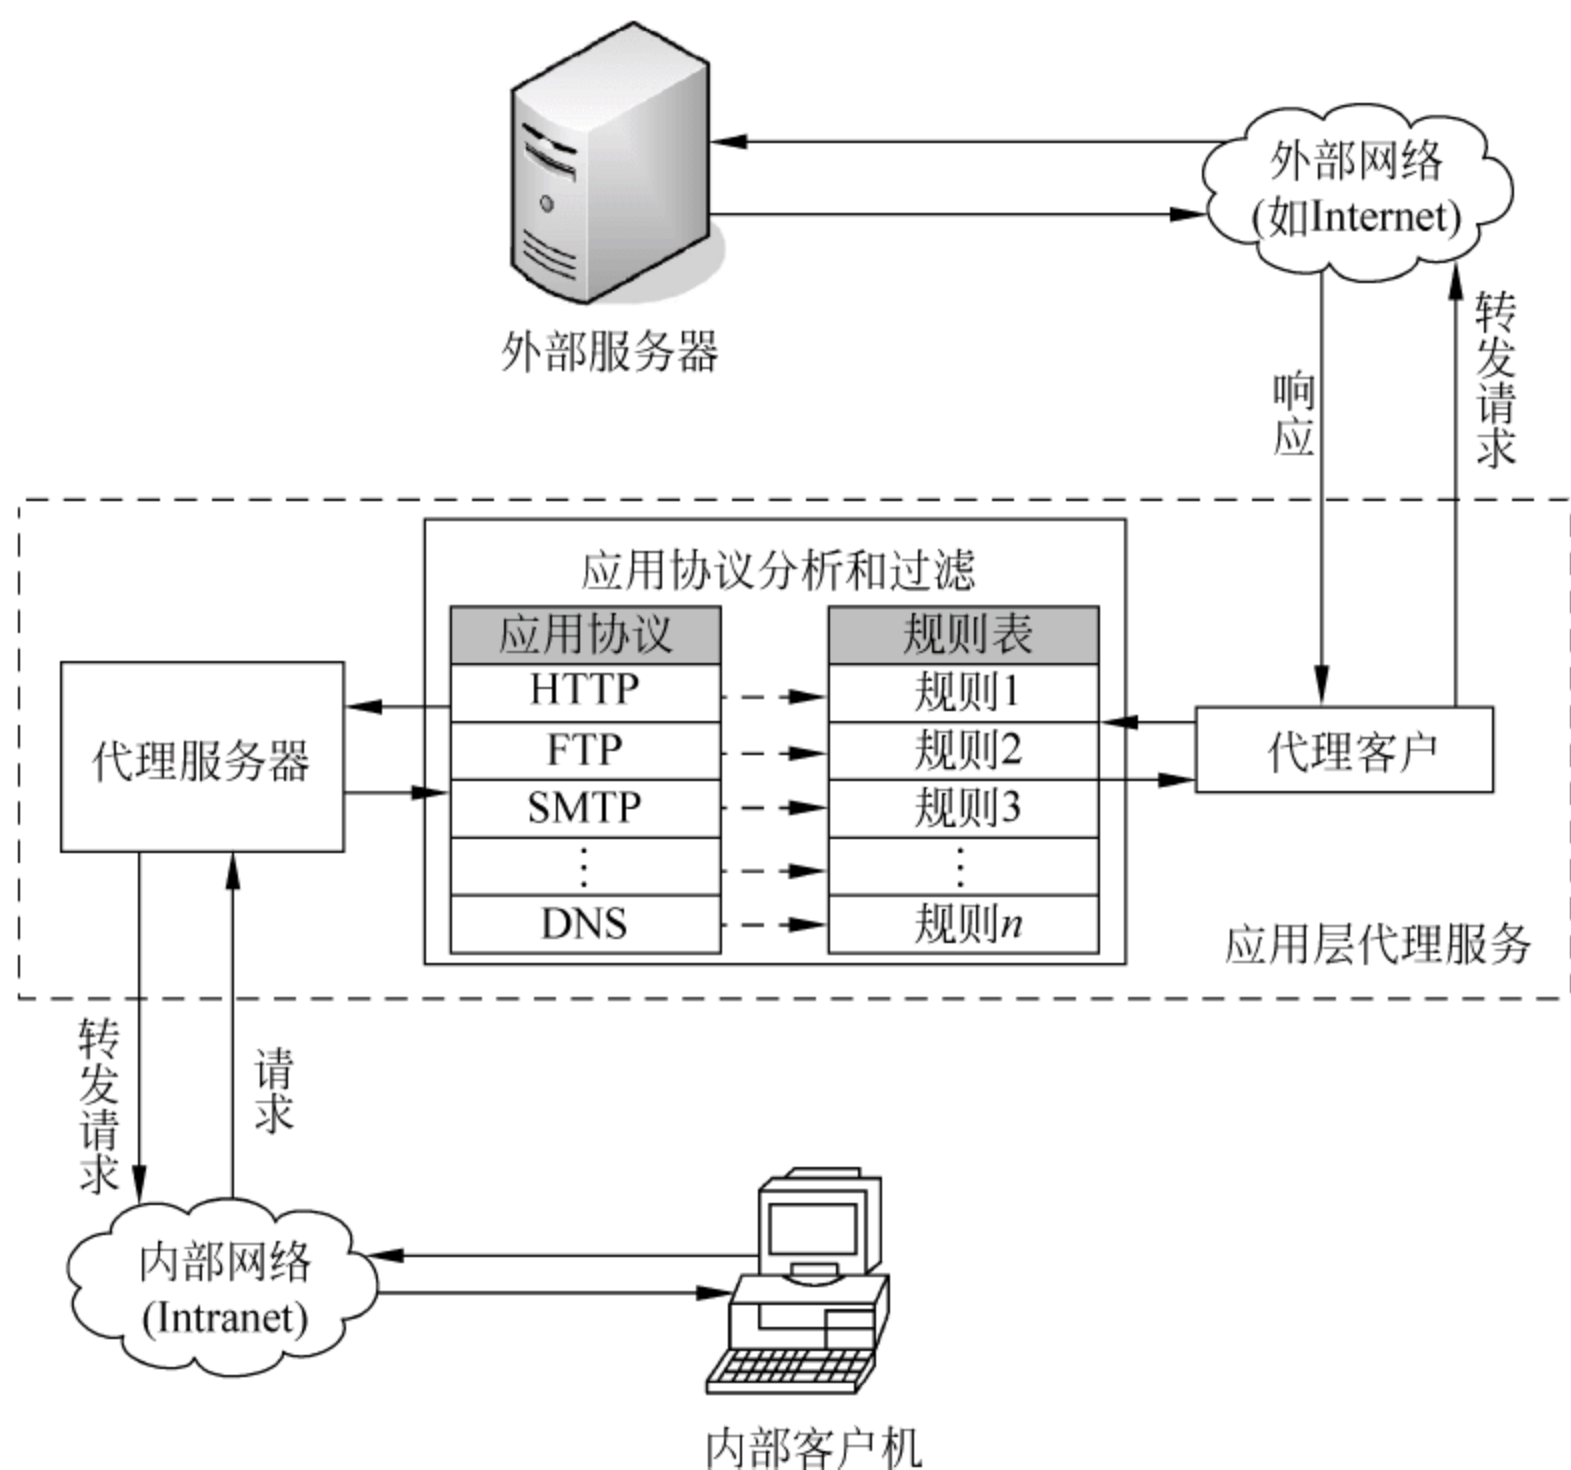 外部网络
(如Internet)
外部服务器
响应
转发请求
应用协议分析和过滤
应用协议
规则表
HTTP
规则1
FTP
规则2
SMTP
规则3
⋮
⋮
DNS
规则n
代理服务器
代理客户
应用层代理服务
转发请求
请求
内部网络
(Intranet)
内部客户机